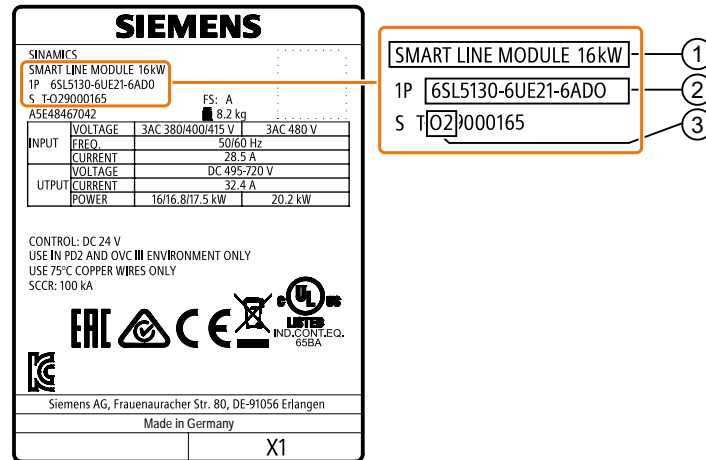 SIEMENS
SINAMICS
SMART LINE MODULE 16kW
1P 6SL5130-6UE21-6AD0
S T-O29000165 FS: A
A5E48467042 8.2 kg
INPUT VOLTAGE 3AC 380/400/415 V 3AC 480 V
FREQ. 50/60 Hz
CURRENT 28.5 A
UTPUT VOLTAGE DC 495-720 V
CURRENT 32.4 A
POWER 16/16.8/17.5 kW 20.2 kW
CONTROL: DC 24 V
USE IN PD2 AND OVC III ENVIRONMENT ONLY
USE 75°C COPPER WIRES ONLY
SCCR: 100 kA
EAC CE C UL US
LISTED
IND.CONT.EQ.
65BA
Siemens AG, Frauenauracher Str. 80, DE-91056 Erlangen
Made in Germany
X1
SMART LINE MODULE 16kW 1
1P 6SL5130-6UE21-6AD0 2
S TO29000165 3